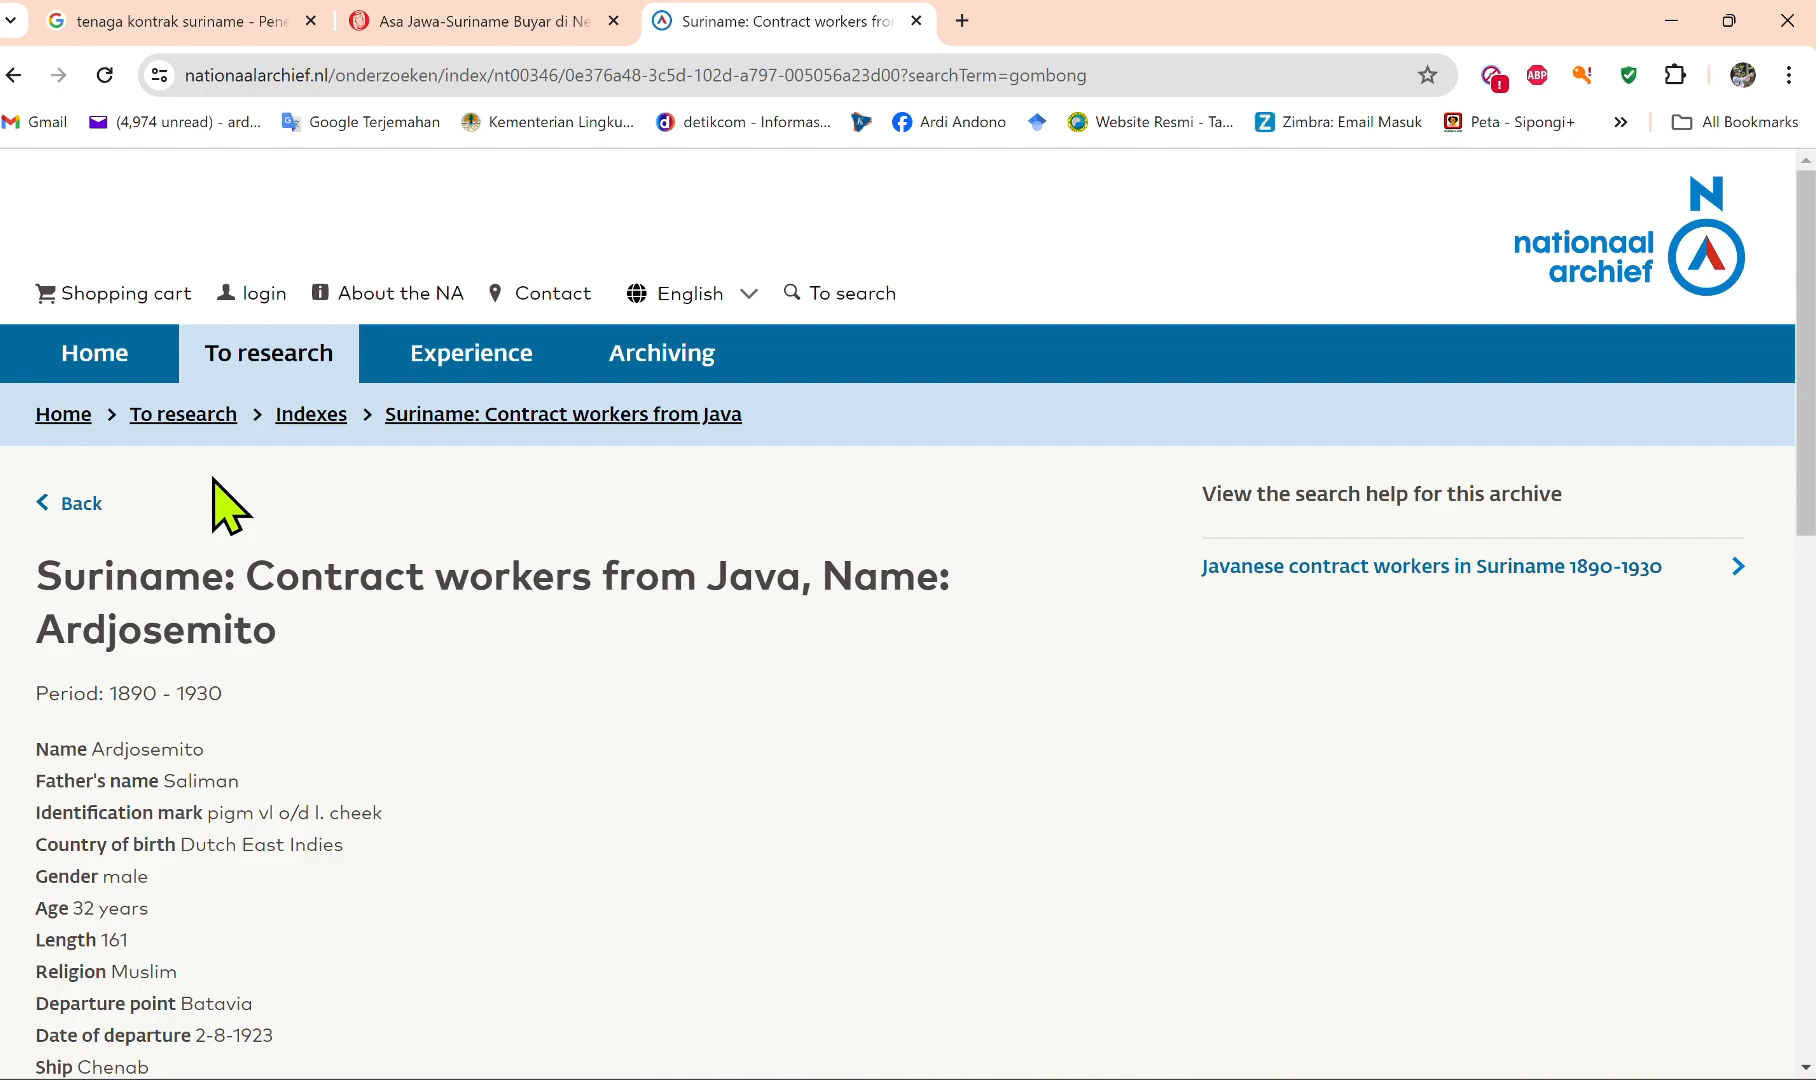 tenaga kontrak suriname - Pene
Asa Jawa-Suriname Buyar di Ne
Suriname: Contract workers fro
nationaalarchief.nl/onderzoeken/index/nt00346/0e376a48-3c5d-102d-a797-005056a23d00?searchTerm=gombong
ABP
Gmail
(4,974 unread) - ard...
Google Terjemahan
Kementerian Lingku...
detikcom - Informas...
Ardi Andono
Website Resmi - Ta...
Zimbra: Email Masuk
Peta - Sipongi+
All Bookmarks
nationaal
archief
Shopping cart
login
About the NA
Contact
English
To search
Home
To research
Experience
Archiving
Home > To research > Indexes > Suriname: Contract workers from Java
Back
View the search help for this archive
Javanese contract workers in Suriname 1890-1930
Suriname: Contract workers from Java, Name:
Ardjosemito
Period: 1890 - 1930
Name Ardjosemito
Father's name Saliman
Identification mark pigm vl o/d l. cheek
Country of birth Dutch East Indies
Gender male
Age 32 years
Length 161
Religion Muslim
Departure point Batavia
Date of departure 2-8-1923
Ship Chenab